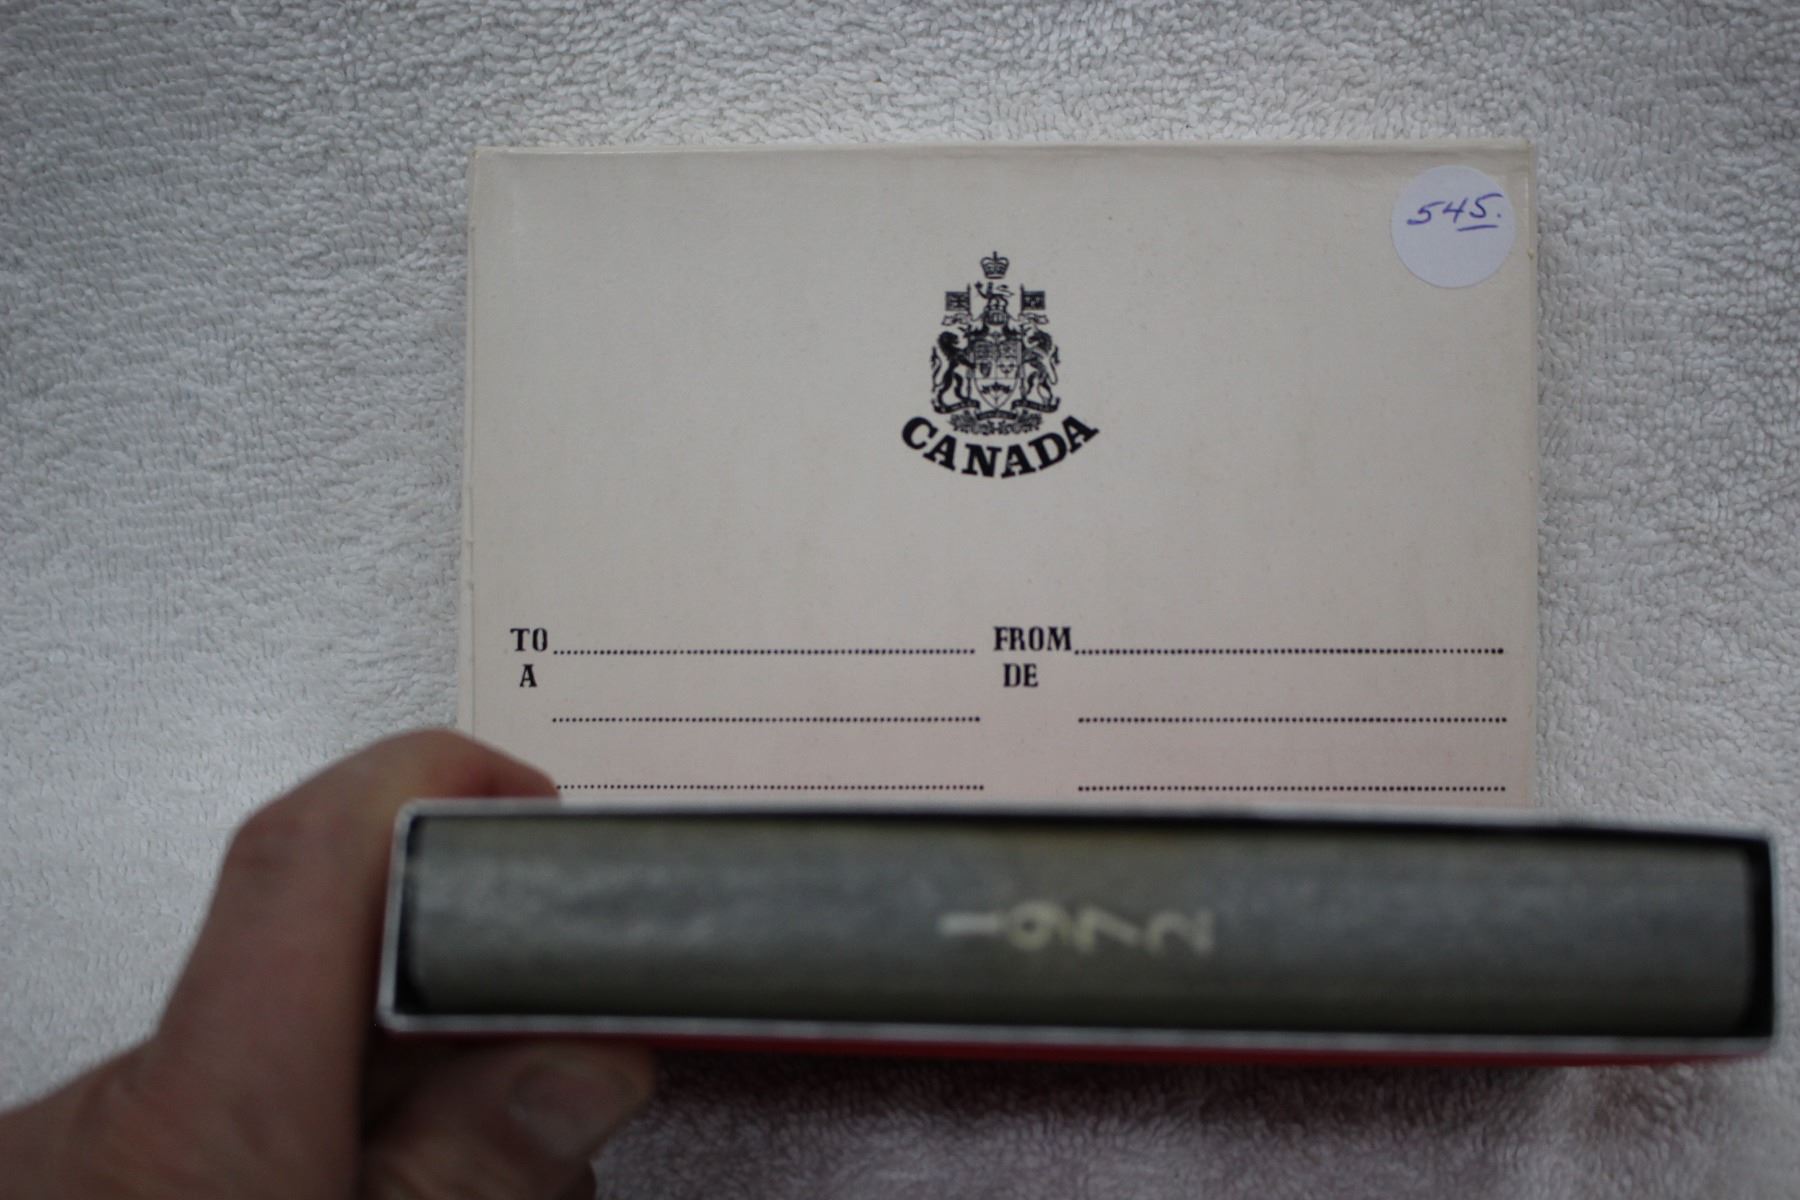 545.
CANADA
TO
FROM
A
DE
1972